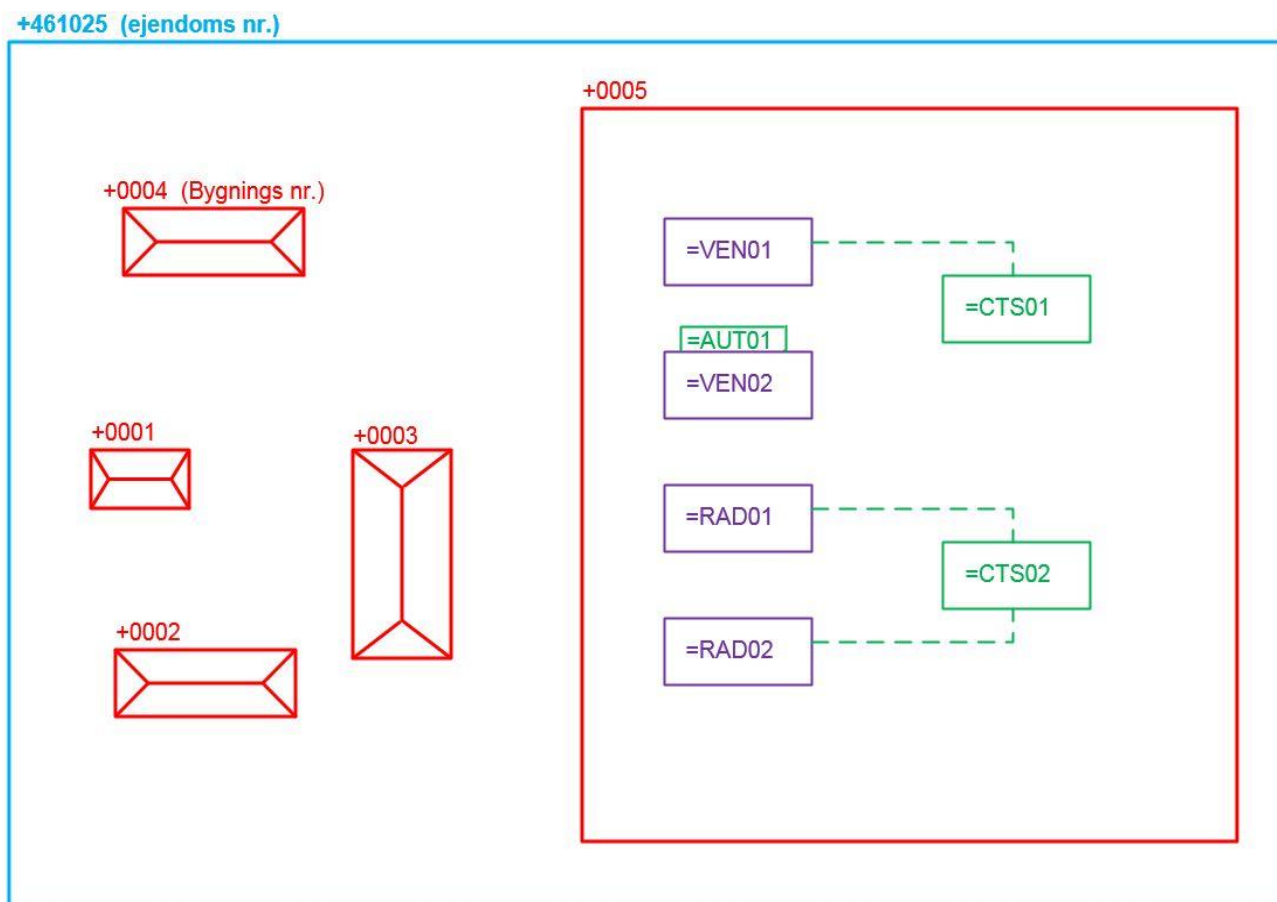 +461025 (ejendoms nr.)
+0005
+0004 (Bygnings nr.)
=VEN01
=CTS01
=AUT01
=VEN02
+0001
+0003
=RAD01
=CTS02
+0002
=RAD02